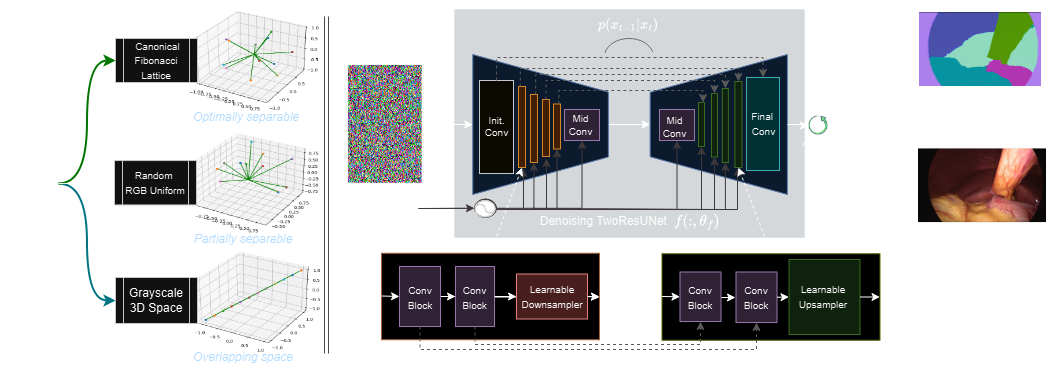 Canonical
Fibonacci
Lattice
Optimally separable
Random
RGB Uniform
Partially separable
Grayscale
3D Space
Overlapping space
p(x_{t-1}|x_t)
Init.
Conv
Mid
Conv
Mid
Conv
Final
Conv
Denoising TwoResUNet f(:, θ_f)
Conv
Block
Conv
Block
Learnable
Downsampler
Conv
Block
Conv
Block
Learnable
Upsampler